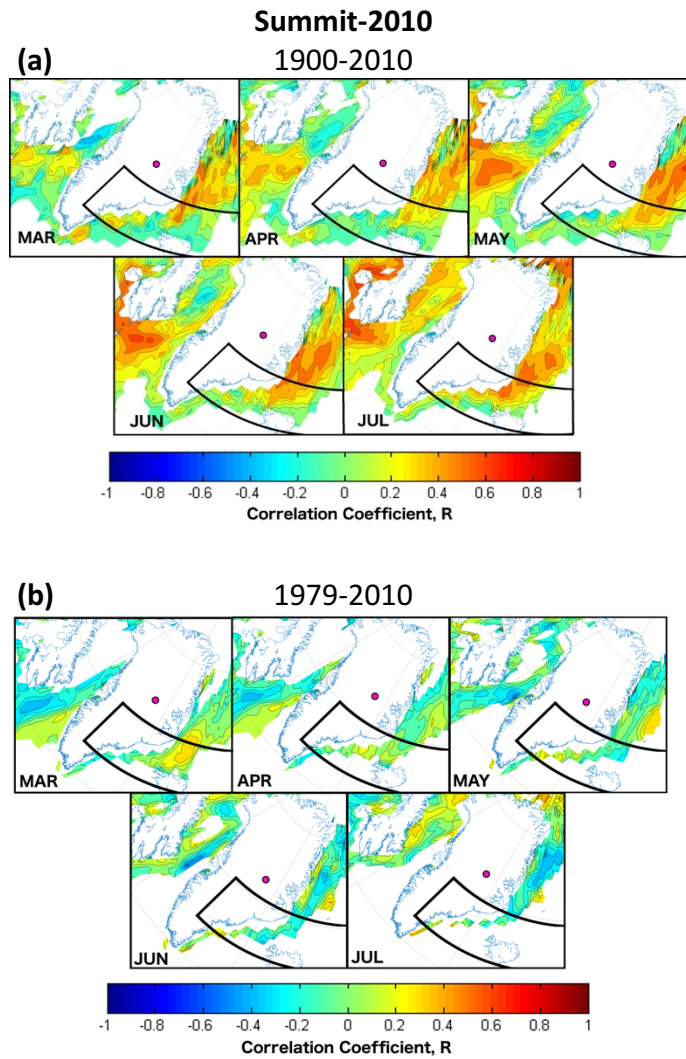 Summit-2010
(a)
1900-2010
MAR
APR
MAY
JUN
JUL
-1 -0.8 -0.6 -0.4 -0.2 0 0.2 0.4 0.6 0.8 1
Correlation Coefficient, R
(b)
1979-2010
MAR
APR
MAY
JUN
JUL
-1 -0.8 -0.6 -0.4 -0.2 0 0.2 0.4 0.6 0.8 1
Correlation Coefficient, R